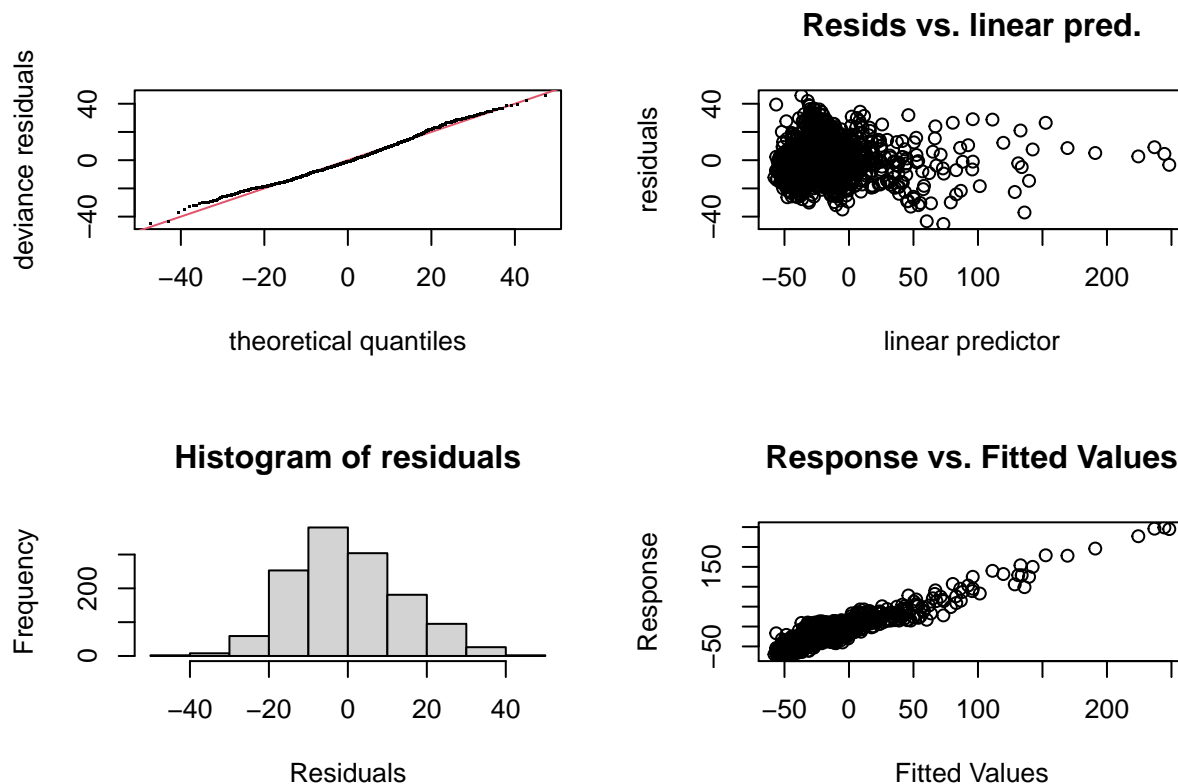 −40 0 40
deviance residuals
−40 −20 0 20 40
theoretical quantiles
Resids vs. linear pred.
−40 0 40
residuals
−50 0 50 100 200
linear predictor
Histogram of residuals
0 200
Frequency
−40 −20 0 20 40
Residuals
Response vs. Fitted Values
−50 150
Response
−50 0 50 100 200
Fitted Values